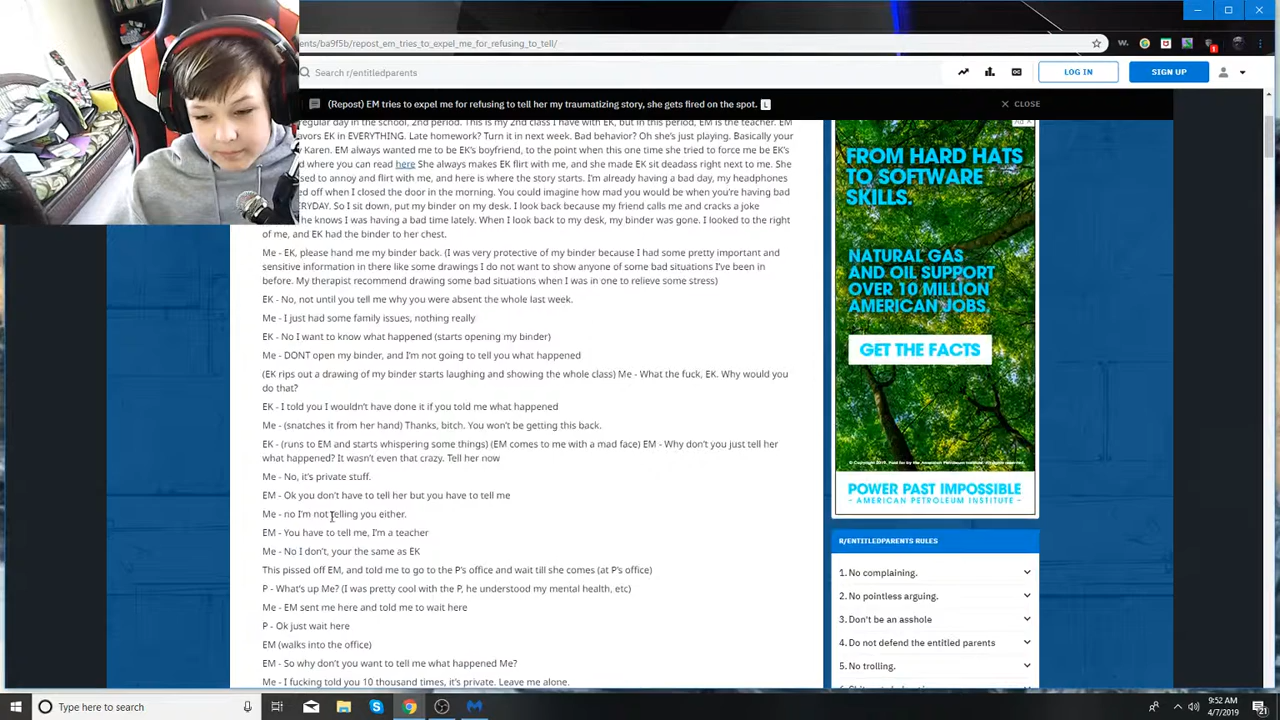 ents/ba9f5b/repost_em_tries_to_expel_me_for_refusing_to_tell/
Search r/entitledparents
LOG IN
SIGN UP
(Repost) EM tries to expel me for refusing to tell her my traumatizing story, she gets fired on the spot. L
CLOSE
regular day in the school, 2nd period. This is my 2nd class I have with EK, but in this period, EM is the teacher. EM
avors EK in EVERYTHING. Late homework? Turn it in next week. Bad behavior? Oh she's just playing. Basically your
Karen. EM always wanted me to be EK's boyfriend, to the point when this one time she tried to force me be EK's
d where you can read here She always makes EK flirt with me, and she made EK sit deadass right next to me. She
sed to annoy and flirt with me, and here is where the story starts. I'm already having a bad day, my headphones
ed off when I closed the door in the morning. You could imagine how mad you would be when you're having bad
ERYDAY. So I sit down, put my binder on my desk. I look back because my friend calls me and cracks a joke
he knows I was having a bad time lately. When I look back to my desk, my binder was gone. I looked to the right
of me, and EK had the binder to her chest.
Me - EK, please hand me my binder back. (I was very protective of my binder because I had some pretty important and
sensitive information in there like some drawings I do not want to show anyone of some bad situations I've been in
before. My therapist recommend drawing some bad situations when I was in one to relieve some stress)
EK - No, not until you tell me why you were absent the whole last week.
Me - I just had some family issues, nothing really
EK - No I want to know what happened (starts opening my binder)
Me - DONT open my binder, and I'm not going to tell you what happened
(EK rips out a drawing of my binder starts laughing and showing the whole class) Me - What the fuck, EK. Why would you
do that?
EK - I told you I wouldn't have done it if you told me what happened
Me - (snatches it from her hand) Thanks, bitch. You won't be getting this back.
EK - (runs to EM and starts whispering some things) (EM comes to me with a mad face) EM - Why don't you just tell her
what happened? It wasn't even that crazy. Tell her now
Me - No, it's private stuff.
EM - Ok you don't have to tell her but you have to tell me
Me - no I'm not telling you either.
EM - You have to tell me, I'm a teacher
Me - No I don't, your the same as EK
This pissed off EM, and told me to go to the P's office and wait till she comes (at P's office)
P - What's up Me? (I was pretty cool with the P, he understood my mental health, etc)
Me - EM sent me here and told me to wait here
P - Ok just wait here
EM (walks into the office)
EM - So why don't you want to tell me what happened Me?
Me - I fucking told you 10 thousand times, it's private. Leave me alone.
Ad
FROM HARD HATS
TO SOFTWARE
SKILLS.
NATURAL GAS
AND OIL SUPPORT
OVER 10 MILLION
AMERICAN JOBS.
GET THE FACTS
© Copyright 2019. Paid for by the American Petroleum Institute
POWER PAST IMPOSSIBLE
- AMERICAN PETROLEUM INSTITUTE -
R/ENTITLEDPARENTS RULES
1. No complaining.
2. No pointless arguing.
3. Don't be an asshole
4. Do not defend the entitled parents
5. No trolling.
Type here to search
9:52 AM
4/7/2019
21